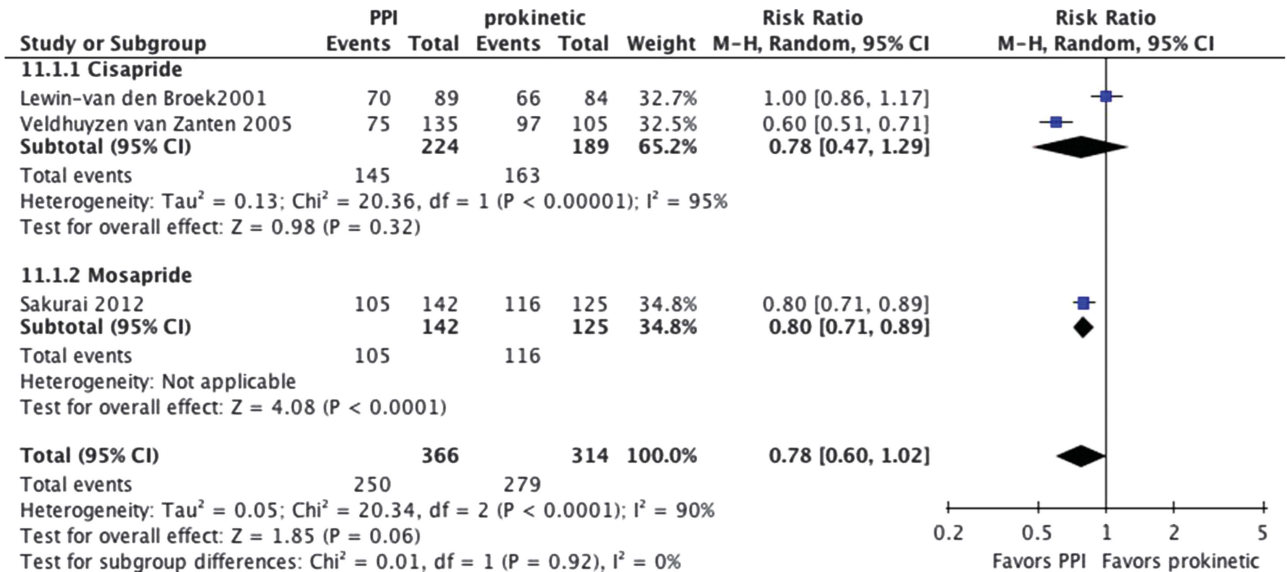 PPI prokinetic Risk Ratio Risk Ratio
Study or Subgroup Events Total Events Total Weight M-H, Random, 95% CI M-H, Random, 95% CI
11.1.1 Cisapride
Lewin-van den Broek2001 70 89 66 84 32.7% 1.00 [0.86, 1.17]
Veldhuyzen van Zanten 2005 75 135 97 105 32.5% 0.60 [0.51, 0.71]
Subtotal (95% CI) 224 189 65.2% 0.78 [0.47, 1.29]
Total events 145 163
Heterogeneity: Tau² = 0.13; Chi² = 20.36, df = 1 (P < 0.00001); I² = 95%
Test for overall effect: Z = 0.98 (P = 0.32)
11.1.2 Mosapride
Sakurai 2012 105 142 116 125 34.8% 0.80 [0.71, 0.89]
Subtotal (95% CI) 142 125 34.8% 0.80 [0.71, 0.89]
Total events 105 116
Heterogeneity: Not applicable
Test for overall effect: Z = 4.08 (P < 0.0001)
Total (95% CI) 366 314 100.0% 0.78 [0.60, 1.02]
Total events 250 279
Heterogeneity: Tau² = 0.05; Chi² = 20.34, df = 2 (P < 0.0001); I² = 90%
Test for overall effect: Z = 1.85 (P = 0.06)
Test for subgroup differences: Chi² = 0.01, df = 1 (P = 0.92), I² = 0%
0.2 0.5 1 2 5
Favors PPI Favors prokinetic